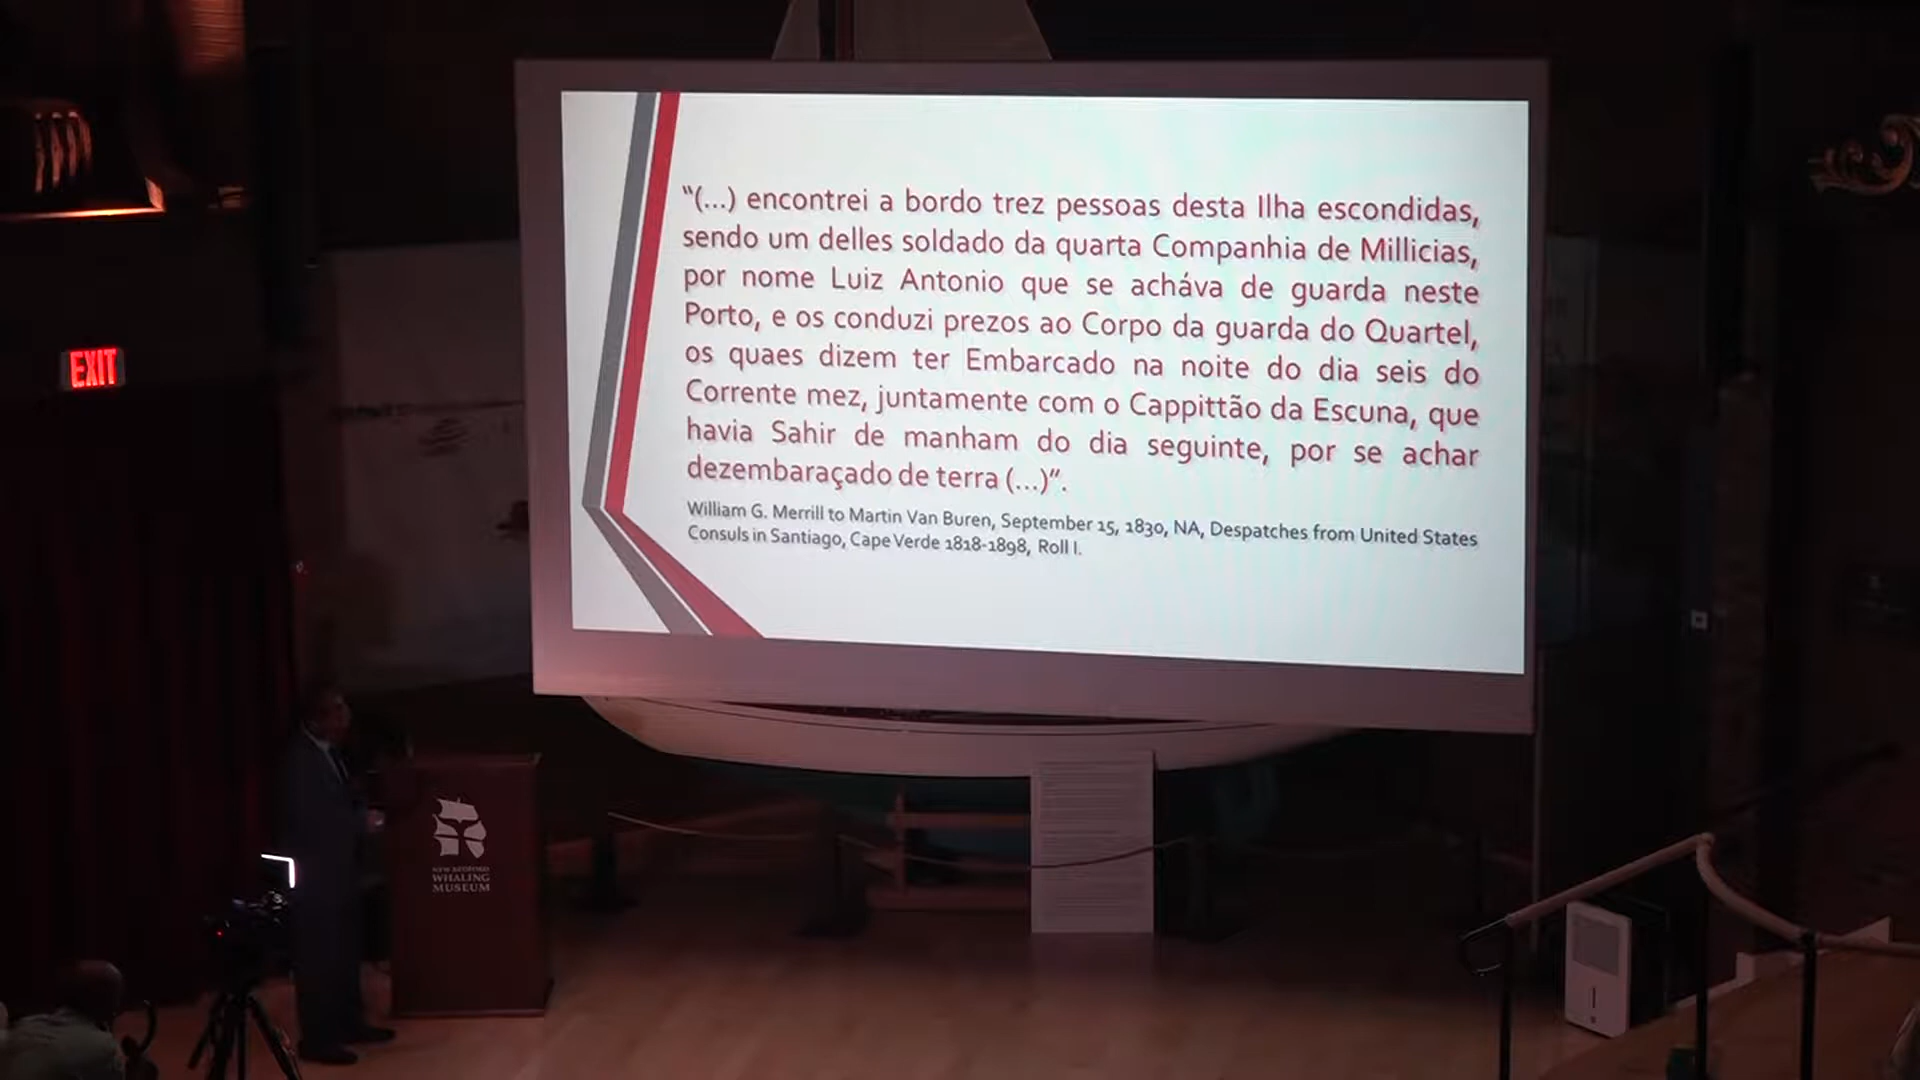 "(...) encontrei a bordo trez pessoas desta Ilha escondidas,
sendo um delles soldado da quarta Companhia de Millicias,
por nome Luiz Antonio que se acháva de guarda neste
Porto, e os conduzi prezos ao Corpo da guarda do Quartel,
os quaes dizem ter Embarcado na noite do dia seis do
Corrente mez, juntamente com o Cappittão da Escuna, que
havia Sahir de manham do dia seguinte, por se achar
dezembaraçado de terra (...)".
William G. Merrill to Martin Van Buren, September 15, 1830, NA, Despatches from United States
Consuls in Santiago, Cape Verde 1818-1898, Roll I.
EXIT
NEW BEDFORD
WHALING
MUSEUM